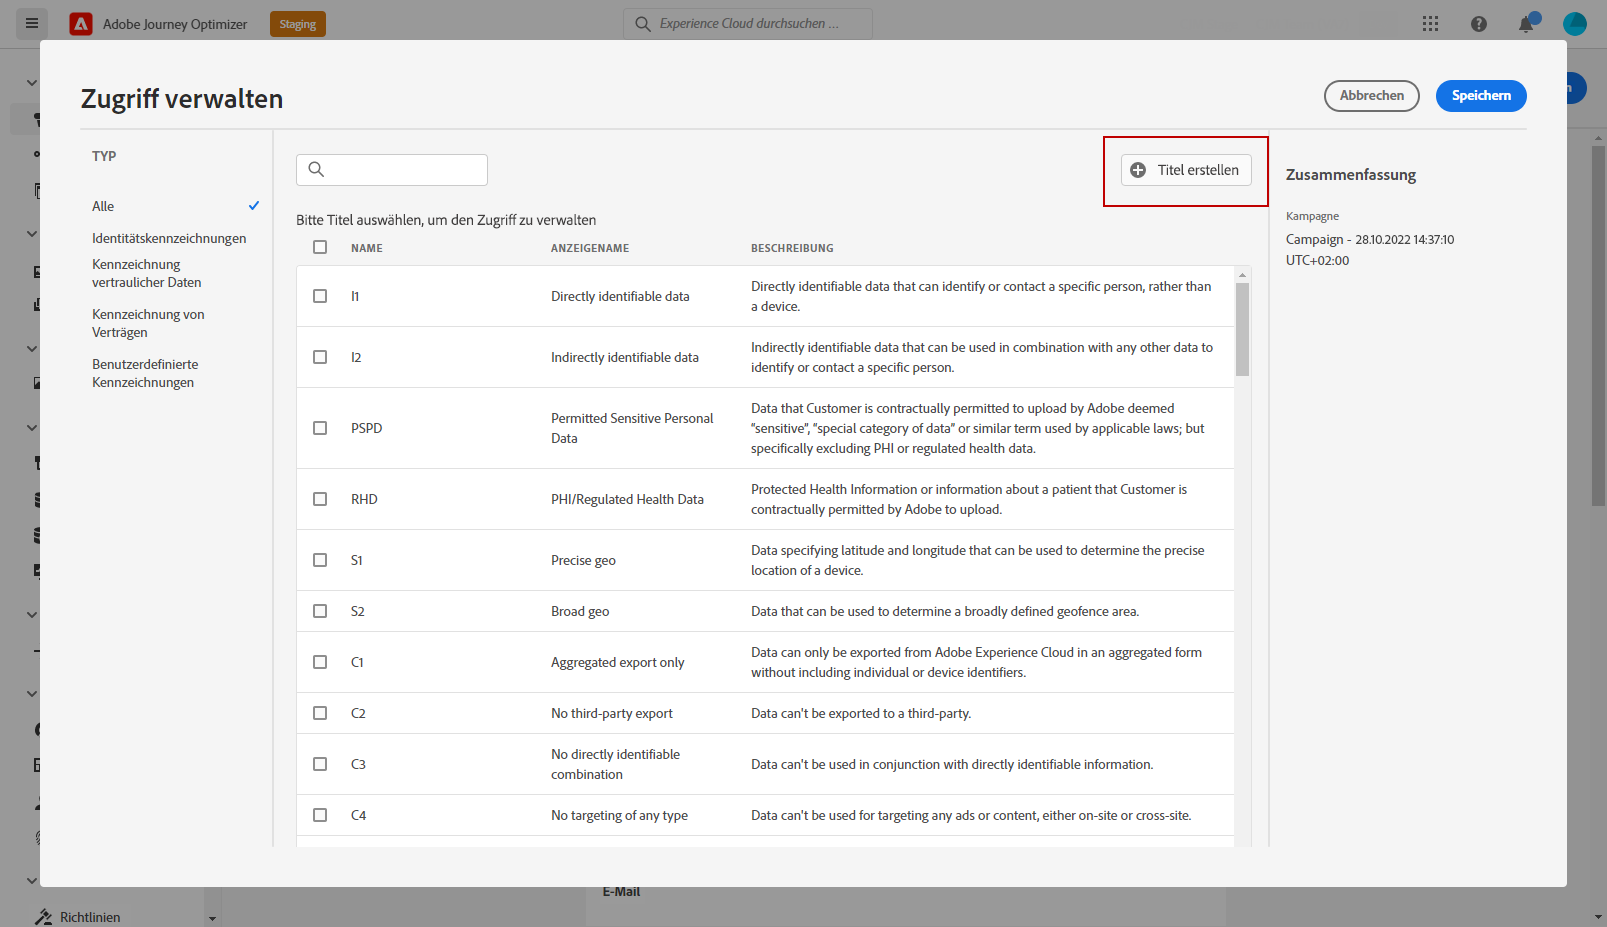 Adobe Journey Optimizer
Staging
Experience Cloud durchsuchen ...
Zugriff verwalten
Abbrechen
Speichern
n
TYP
Alle
Identitätskennzeichnungen
Kennzeichnung
vertraulicher Daten
Kennzeichnung von
Verträgen
Benutzerdefinierte
Kennzeichnungen
Titel erstellen
Bitte Titel auswählen, um den Zugriff zu verwalten
NAME ANZEIGENAME BESCHREIBUNG
I1 Directly identifiable data Directly identifiable data that can identify or contact a specific person, rather than
a device.
I2 Indirectly identifiable data Indirectly identifiable data that can be used in combination with any other data to
identify or contact a specific person.
PSPD Permitted Sensitive Personal
Data
Data that Customer is contractually permitted to upload by Adobe deemed
“sensitive”, “special category of data” or similar term used by applicable laws; but
specifically excluding PHI or regulated health data.
RHD PHI/Regulated Health Data Protected Health Information or information about a patient that Customer is
contractually permitted by Adobe to upload.
S1 Precise geo Data specifying latitude and longitude that can be used to determine the precise
location of a device.
S2 Broad geo Data that can be used to determine a broadly defined geofence area.
C1 Aggregated export only Data can only be exported from Adobe Experience Cloud in an aggregated form
without including individual or device identifiers.
C2 No third-party export Data can't be exported to a third-party.
C3 No directly identifiable
combination
Data can't be used in conjunction with directly identifiable information.
C4 No targeting of any type Data can't be used for targeting any ads or content, either on-site or cross-site.
Zusammenfassung
Kampagne
Campaign - 28.10.2022 14:37:10
UTC+02:00
E-Mail
Richtlinien